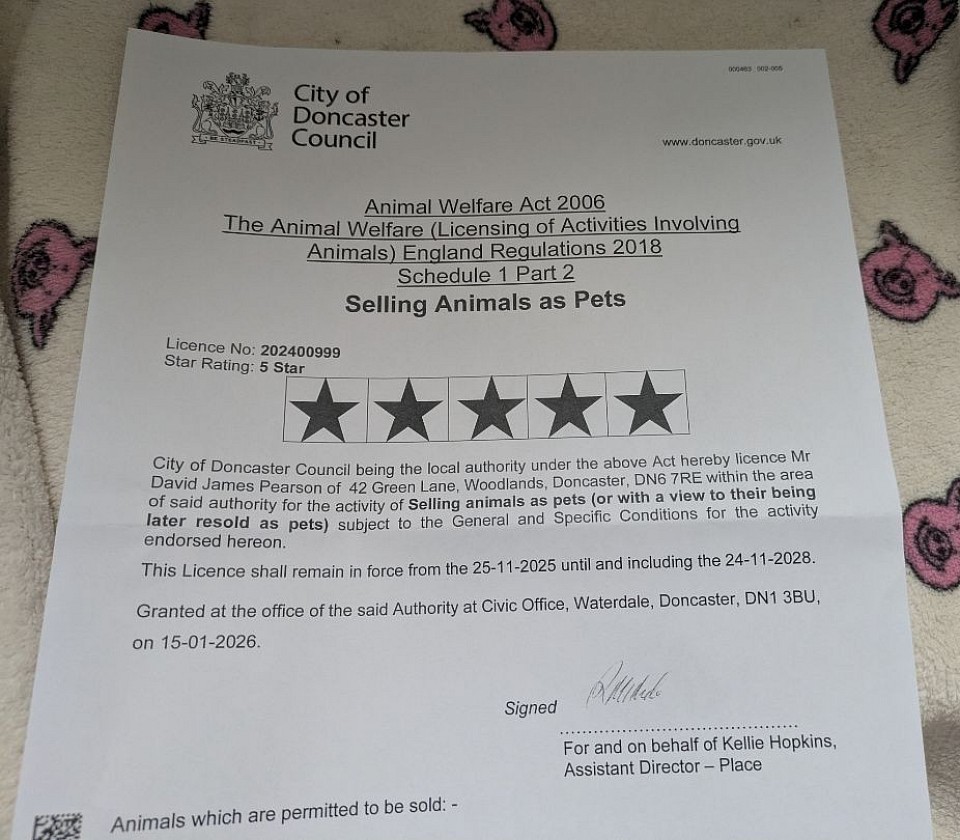 000483 002-005
City of
Doncaster
Council
www.doncaster.gov.uk
Animal Welfare Act 2006
The Animal Welfare (Licensing of Activities Involving
Animals) England Regulations 2018
Schedule 1 Part 2
Selling Animals as Pets
Licence No: 202400999
Star Rating: 5 Star
City of Doncaster Council being the local authority under the above Act hereby licence Mr
David James Pearson of 42 Green Lane, Woodlands, Doncaster, DN6 7RE within the area
of said authority for the activity of Selling animals as pets (or with a view to their being
later resold as pets) subject to the General and Specific Conditions for the activity
endorsed hereon.
This Licence shall remain in force from the 25-11-2025 until and including the 24-11-2028.
Granted at the office of the said Authority at Civic Office, Waterdale, Doncaster, DN1 3BU,
on 15-01-2026.
Signed
For and on behalf of Kellie Hopkins,
Assistant Director – Place
Animals which are permitted to be sold: -